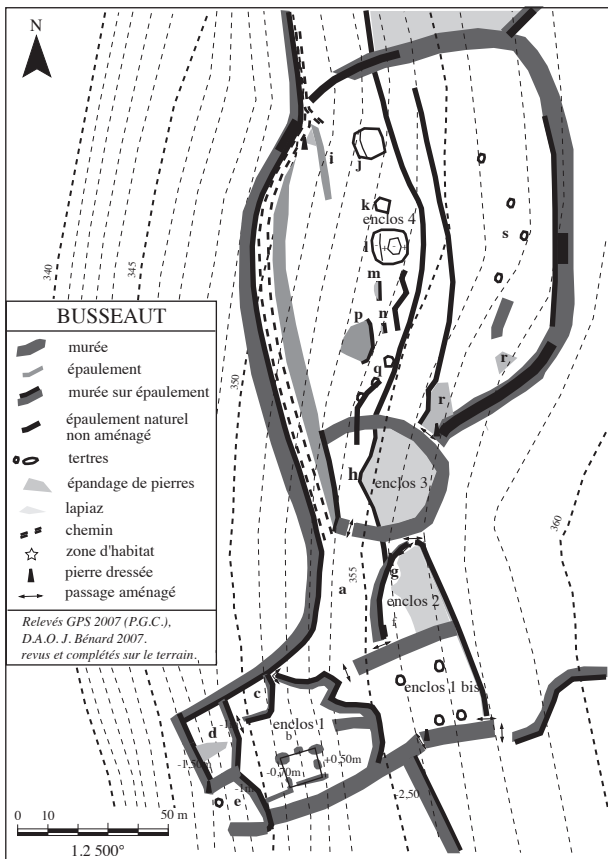 N
i
j
k
enclos 4
l
- + - +
s
m
n
p
q
r
r
340
345
350
BUSSEAUT
murée
épaulement
murée sur épaulement
épaulement naturel
non aménagé
tertres
épandage de pierres
lapiaz
chemin
zone d'habitat
pierre dressée
passage aménagé
Relevés GPS 2007 (P.G.C.),
D.A.O. J. Bénard 2007.
revus et complétés sur le terrain.
h
enclos 3
360
355
a
g
enclos 2
f
c
enclos 1 bis
enclos 1
b
d
+0,50m
-0,70m
-1,50m
e
-2,50
0 10 50 m
1.2 500°